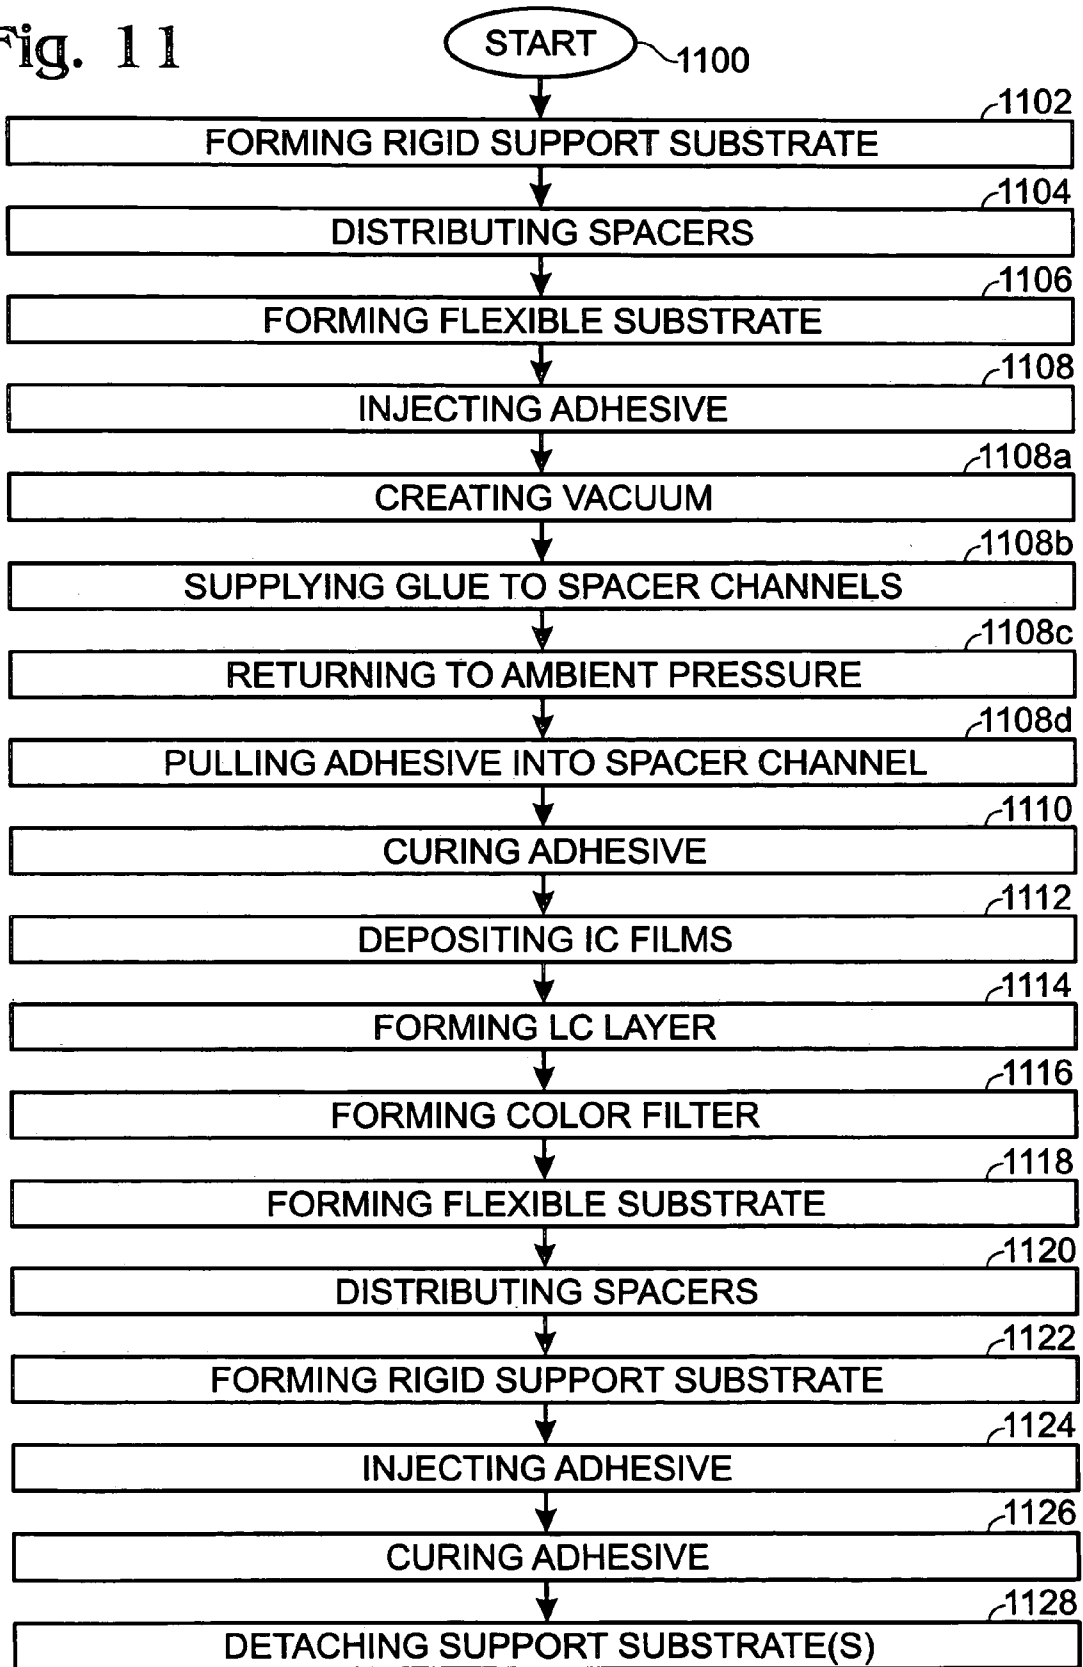 Fig. 11
START
1100
1102
FORMING RIGID SUPPORT SUBSTRATE
1104
DISTRIBUTING SPACERS
1106
FORMING FLEXIBLE SUBSTRATE
1108
INJECTING ADHESIVE
1108a
CREATING VACUUM
1108b
SUPPLYING GLUE TO SPACER CHANNELS
1108c
RETURNING TO AMBIENT PRESSURE
1108d
PULLING ADHESIVE INTO SPACER CHANNEL
1110
CURING ADHESIVE
1112
DEPOSITING IC FILMS
1114
FORMING LC LAYER
1116
FORMING COLOR FILTER
1118
FORMING FLEXIBLE SUBSTRATE
1120
DISTRIBUTING SPACERS
1122
FORMING RIGID SUPPORT SUBSTRATE
1124
INJECTING ADHESIVE
1126
CURING ADHESIVE
1128
DETACHING SUPPORT SUBSTRATE(S)